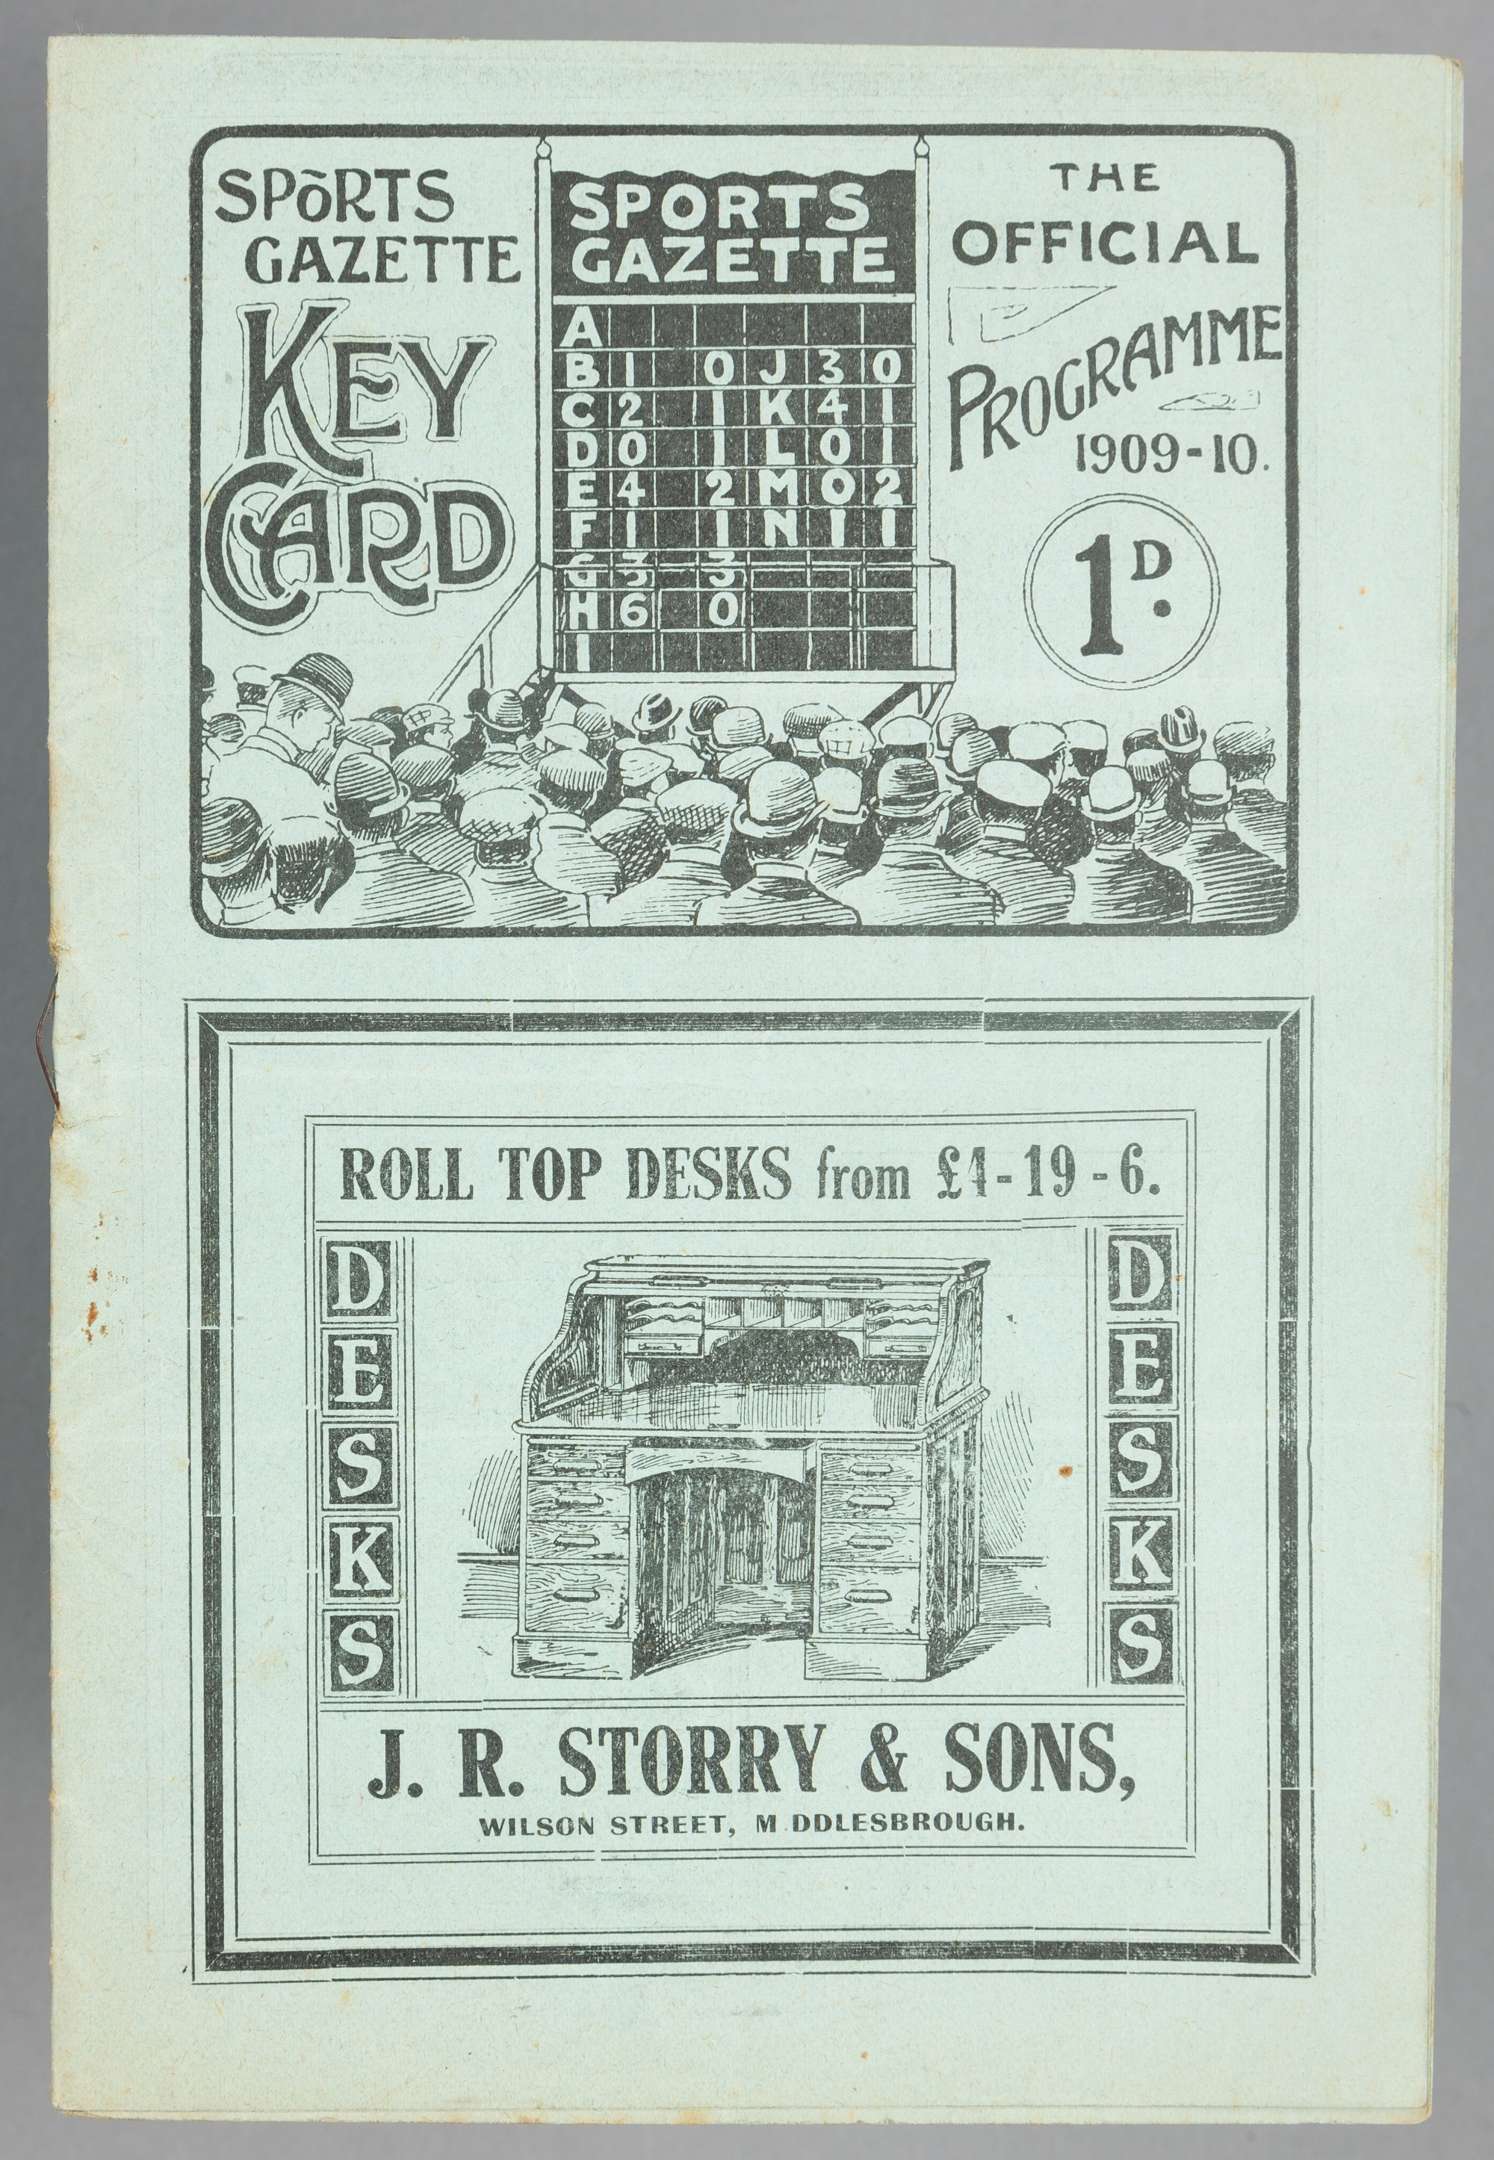 SPōRTS
GAZETTE
KEY
CARD
SPORTS
GAZETTE
A
B 1 0 J 3 0
C 2 1 K 4 1
D 0 1 L 0 1
E 4 2 M 0 2
F 1 1 N 1 1
G 3 3
H 6 0
I
THE
OFFICIAL
PROGRAMME
1909-10.
1D.
ROLL TOP DESKS from £4-19-6.
DESKS
DESKS
J. R. STORRY & SONS,
WILSON STREET, M DDLESBROUGH.